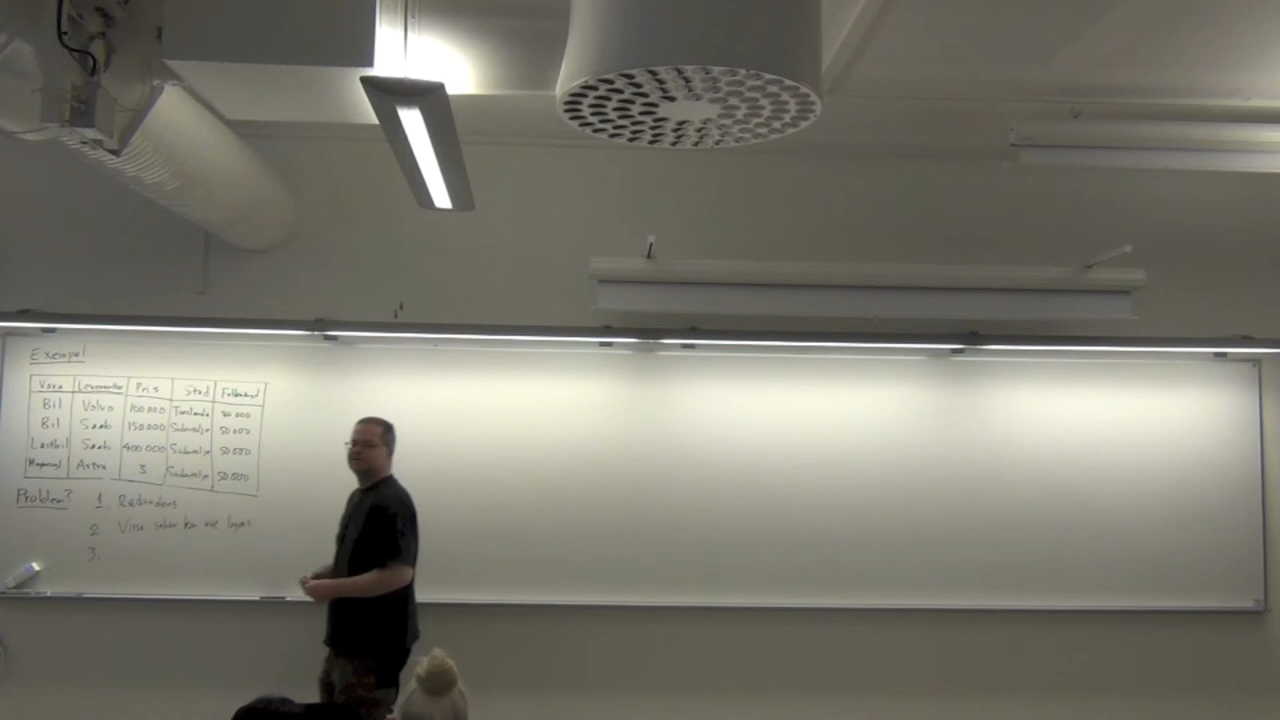 Exempel
Vara Leverantör Pris Stad Folkmängd
Bil Volvo 100 000 Torslanda 80 000
Bil Saab 150 000 Södertälje 50 000
Lastbil Saab 400 000 Södertälje 50 000
Astra 3 Södertälje 50 000
Problem? 1. Redundans
2 Vissa saker kan inte lagras
3.